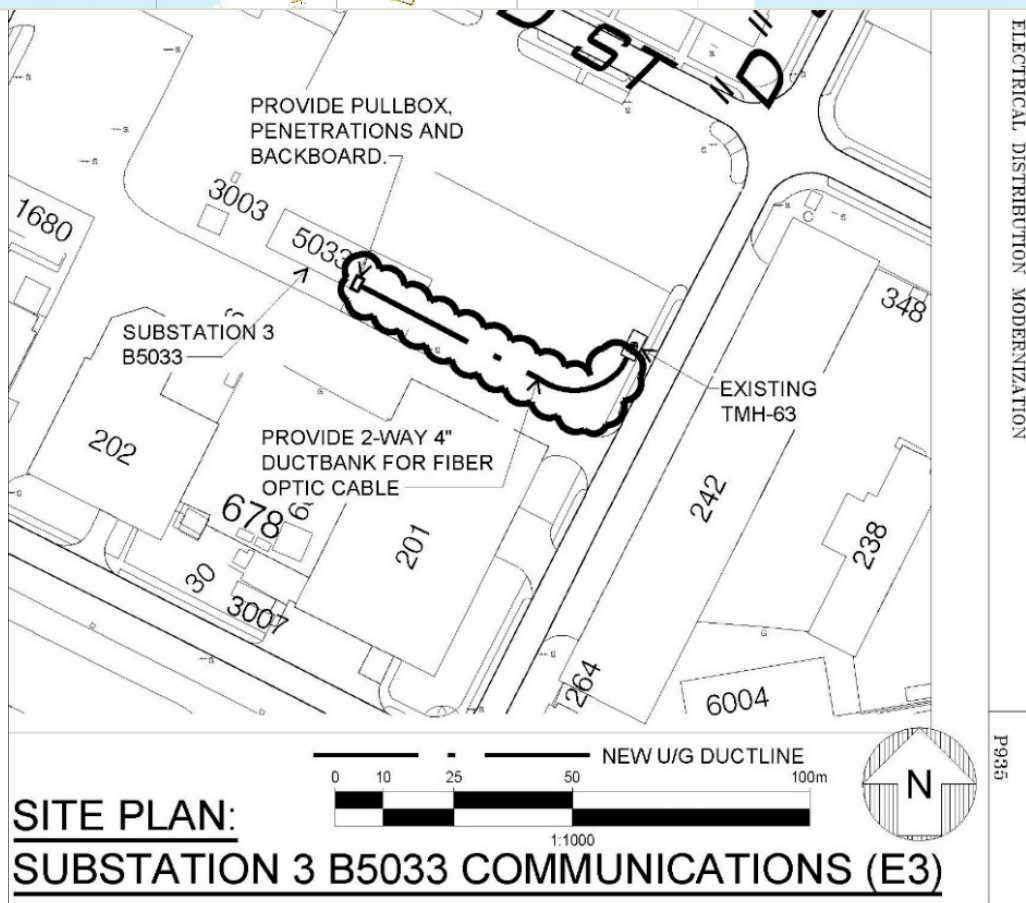 D ST
N D
PROVIDE PULLBOX,
PENETRATIONS AND
BACKBOARD.
1680
3003
5033
348
SUBSTATION 3
B5033
EXISTING
TMH-63
202
PROVIDE 2-WAY 4"
DUCTBANK FOR FIBER
OPTIC CABLE
678
201
242
238
30
3007
264
6004
NEW U/G DUCTLINE
0 10 25 50 100m
1:1000
N
SITE PLAN:
SUBSTATION 3 B5033 COMMUNICATIONS (E3)
ELECTRICAL DISTRIBUTION MODERNIZATION
P935